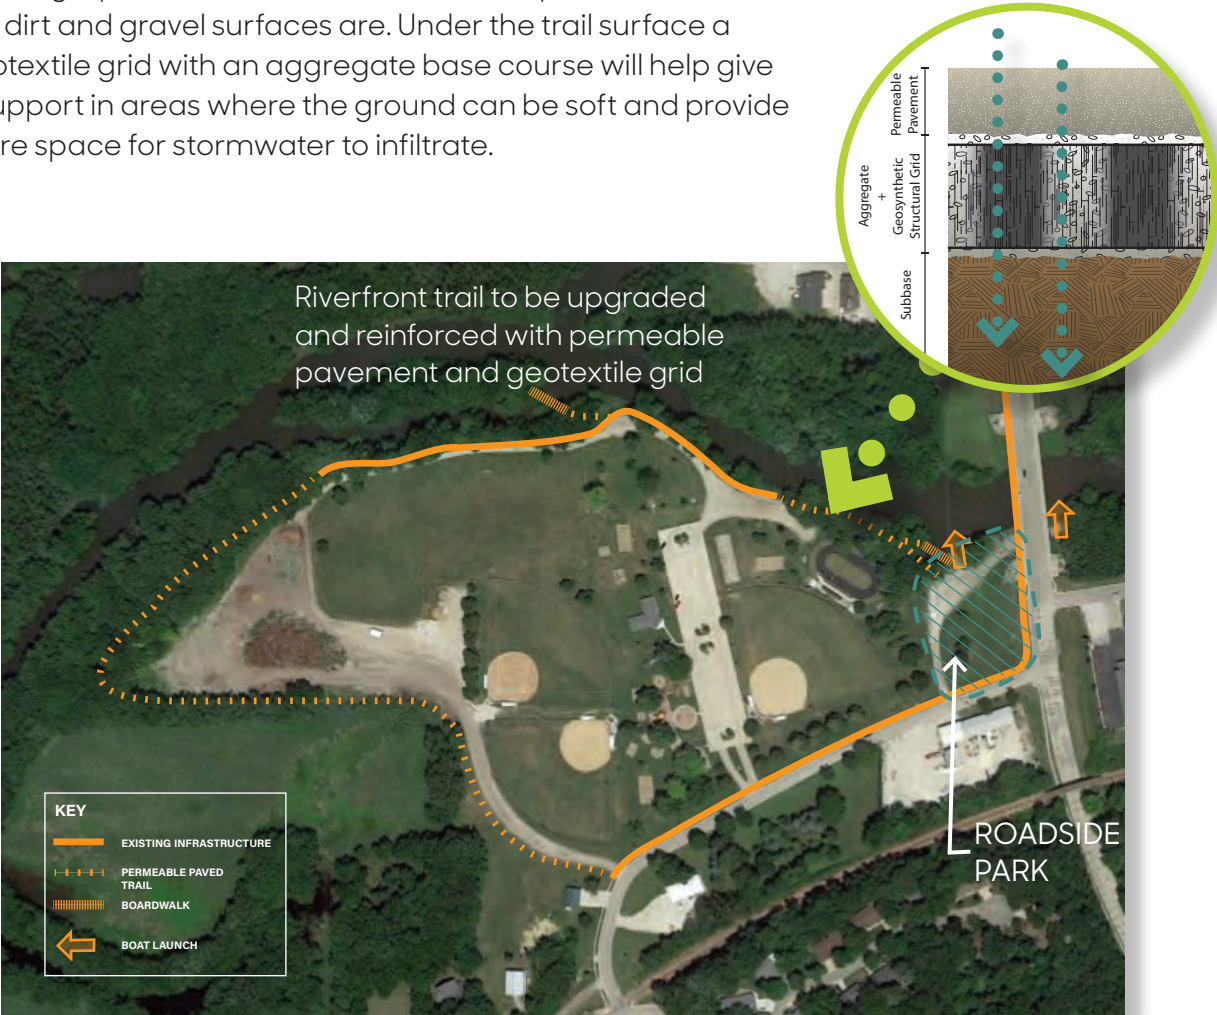 dirt and gravel surfaces are. Under the trail surface a
otextile grid with an aggregate base course will help give
upport in areas where the ground can be soft and provide
re space for stormwater to infiltrate.
Permeable
Pavement
Aggregate
+
Geosynthetic
Structural Grid
Subbase
Riverfront trail to be upgraded
and reinforced with permeable
pavement and geotextile grid
ROADSIDE
PARK
KEY
EXISTING INFRASTRUCTURE
PERMEABLE PAVED
TRAIL
BOARDWALK
BOAT LAUNCH